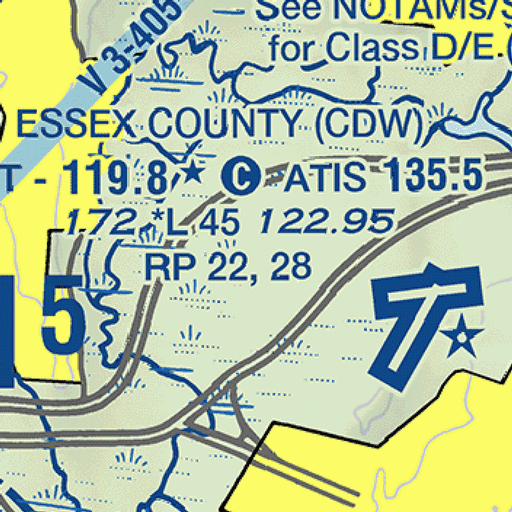 See NOTAMs/S
for Class D/E (
V 3-405
ESSEX COUNTY (CDW)
T - 119.8 * C ATIS 135.5
172 *L 45 122.95
RP 22, 28
5